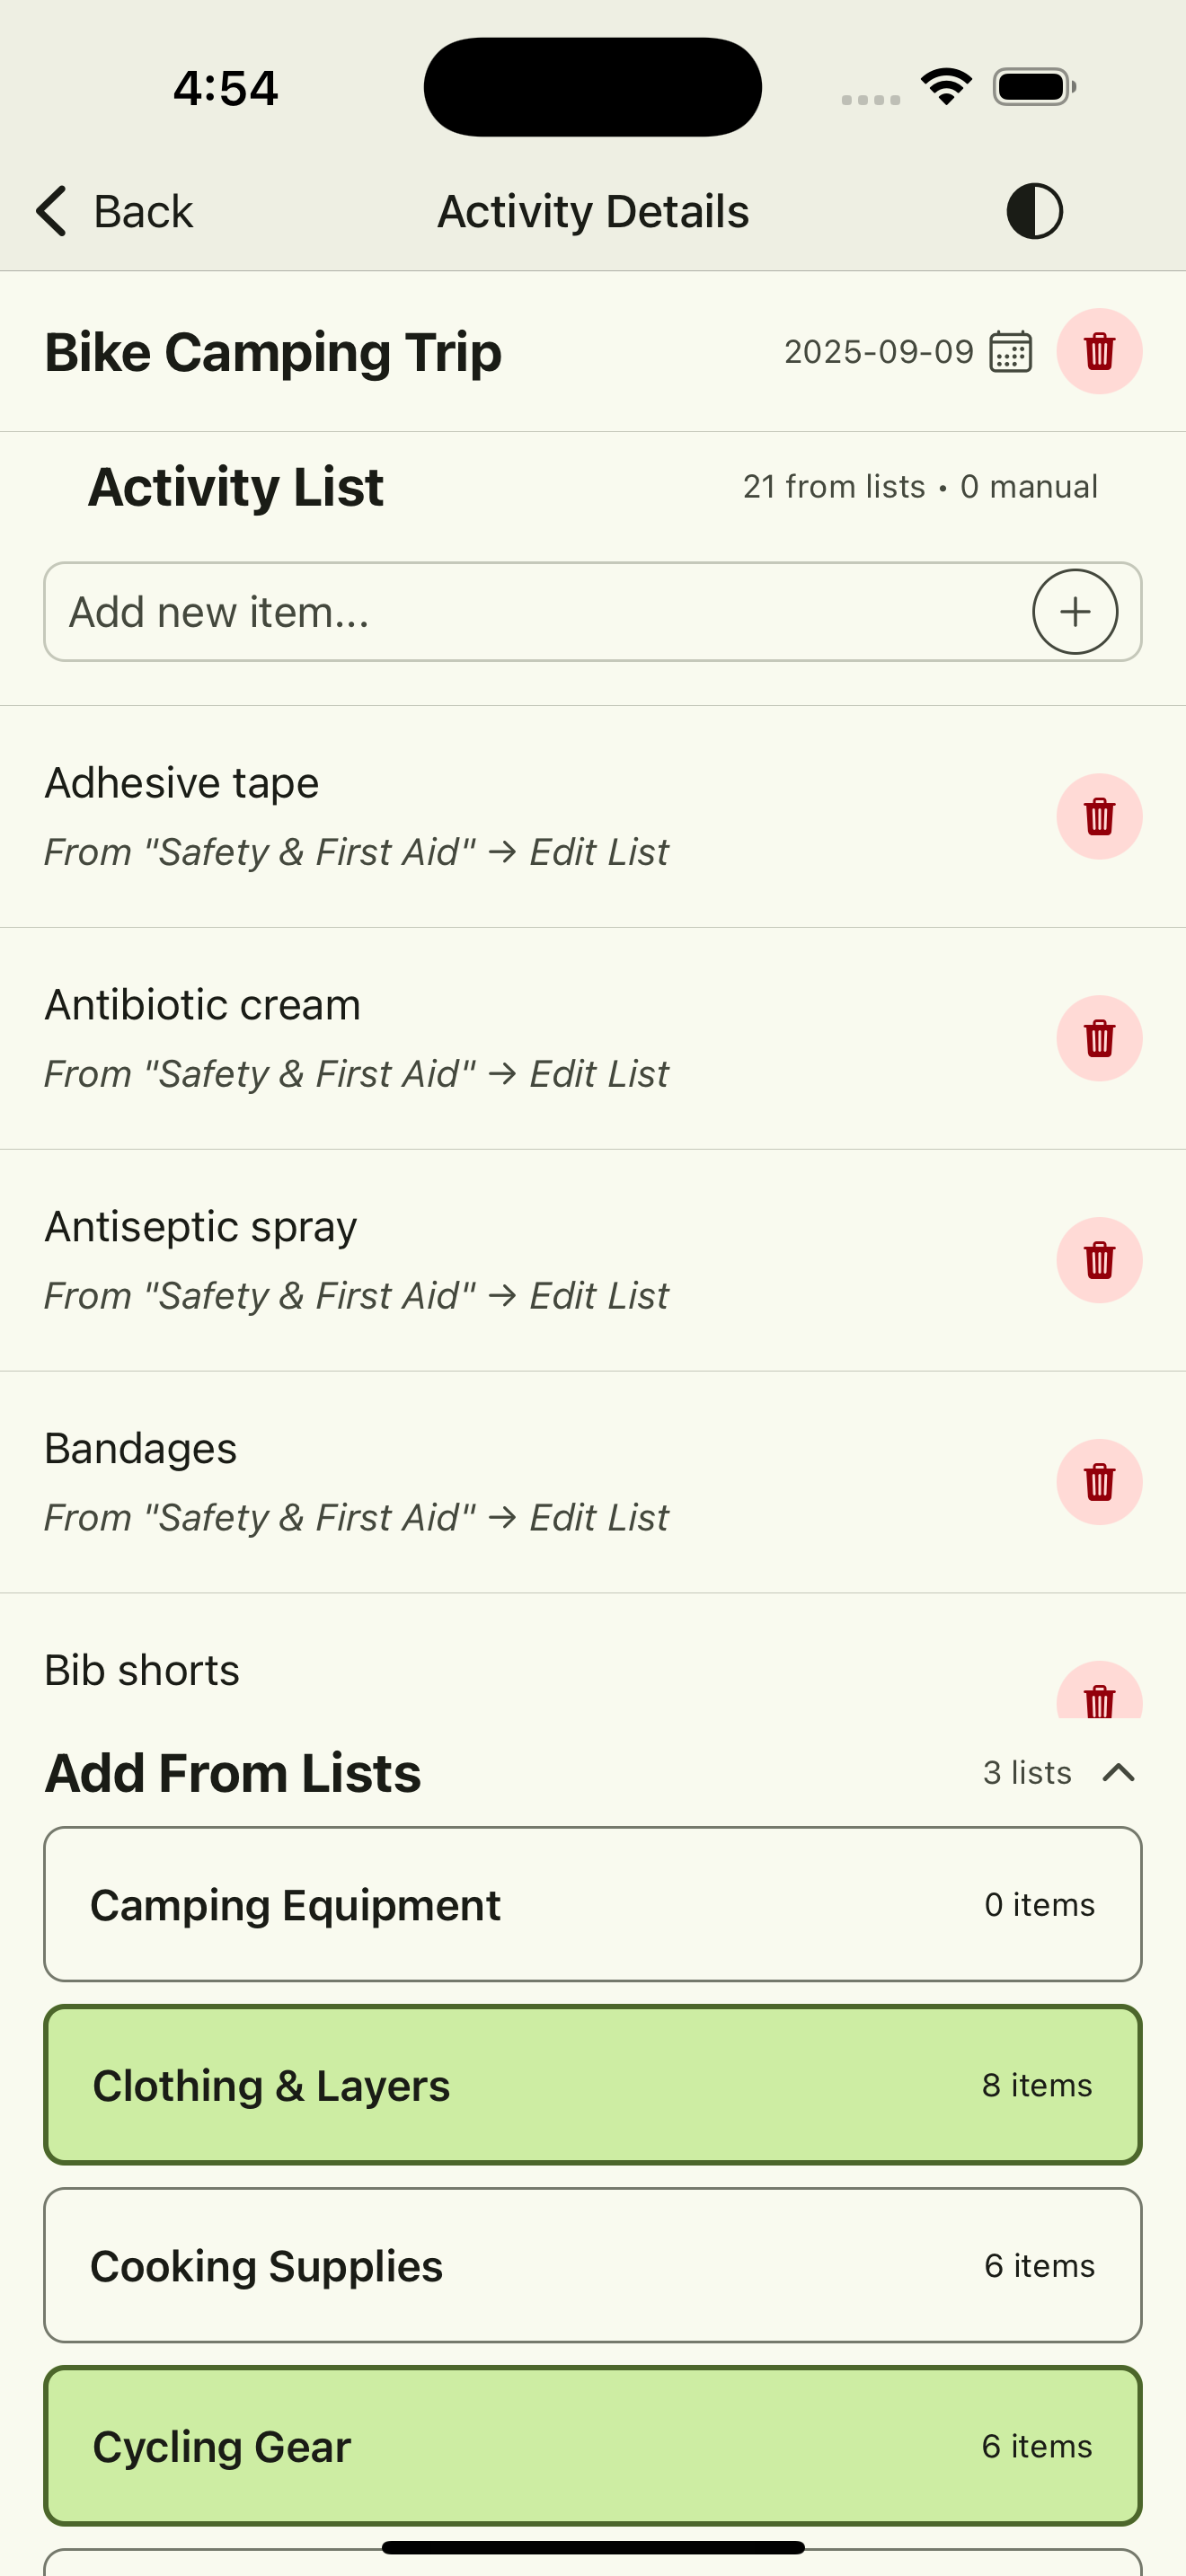 4:54
Back
Activity Details
Bike Camping Trip
2025-09-09
Activity List
21 from lists • 0 manual
Add new item...
Adhesive tape
From "Safety & First Aid" → Edit List
Antibiotic cream
From "Safety & First Aid" → Edit List
Antiseptic spray
From "Safety & First Aid" → Edit List
Bandages
From "Safety & First Aid" → Edit List
Bib shorts
Add From Lists
3 lists
Camping Equipment
0 items
Clothing & Layers
8 items
Cooking Supplies
6 items
Cycling Gear
6 items